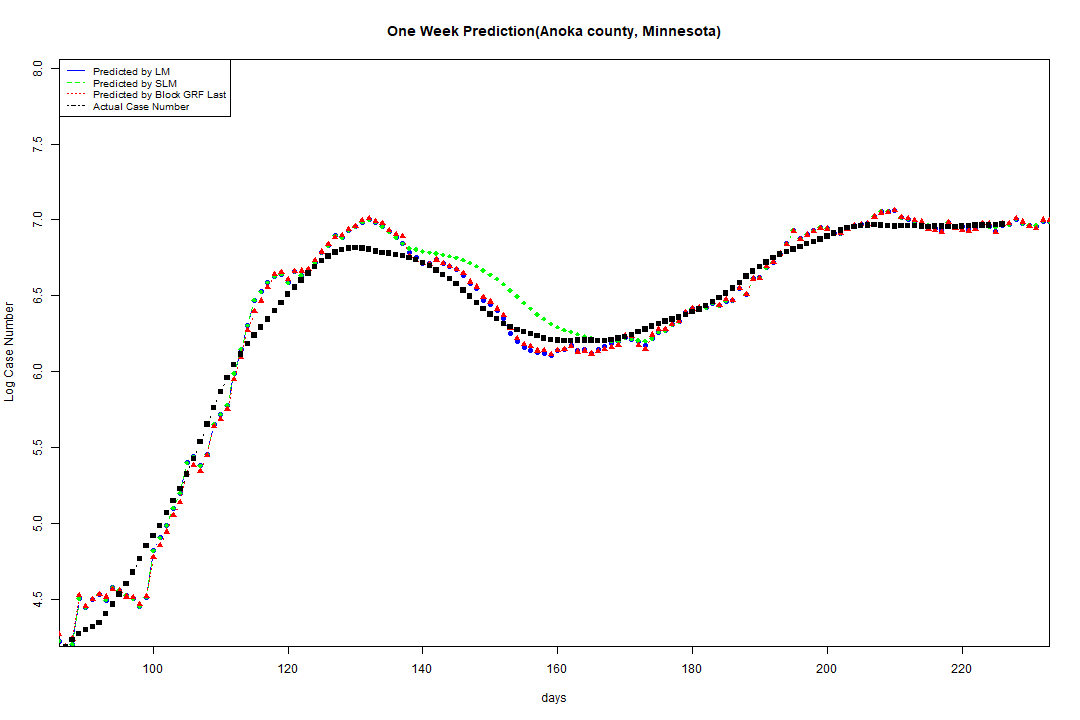 One Week Prediction(Anoka county, Minnesota)
Predicted by LM
Predicted by SLM
Predicted by Block GRF Last
Actual Case Number
8.0
7.5
7.0
6.5
6.0
5.5
5.0
4.5
Log Case Number
100 120 140 160 180 200 220
days